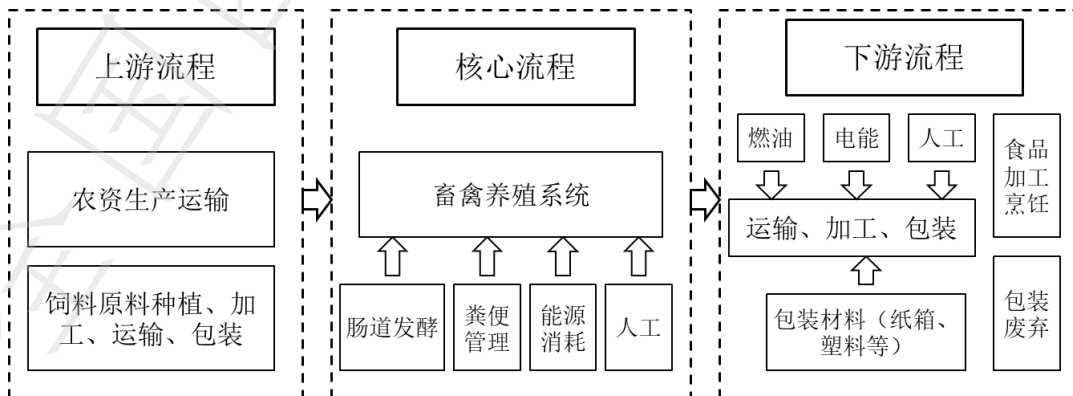 上游流程
农资生产运输
饲料原料种植、加
工、运输、包装
核心流程
畜禽养殖系统
肠道发酵
粪便
管理
能源
消耗
人工
下游流程
燃油
电能
人工
运输、加工、包装
包装材料（纸箱、
塑料等）
食品
加工
烹饪
包装
废弃